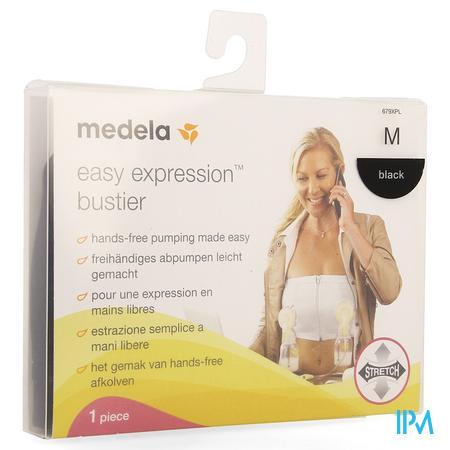 679XPL
medela
M
black
easy expression™
bustier
hands-free pumping made easy
freihändiges abpumpen leicht
gemacht
pour une expression en
mains libres
estrazione semplice a
mani libere
het gemak van hands-free
afkolven
STRETCH
1 piece
IPM